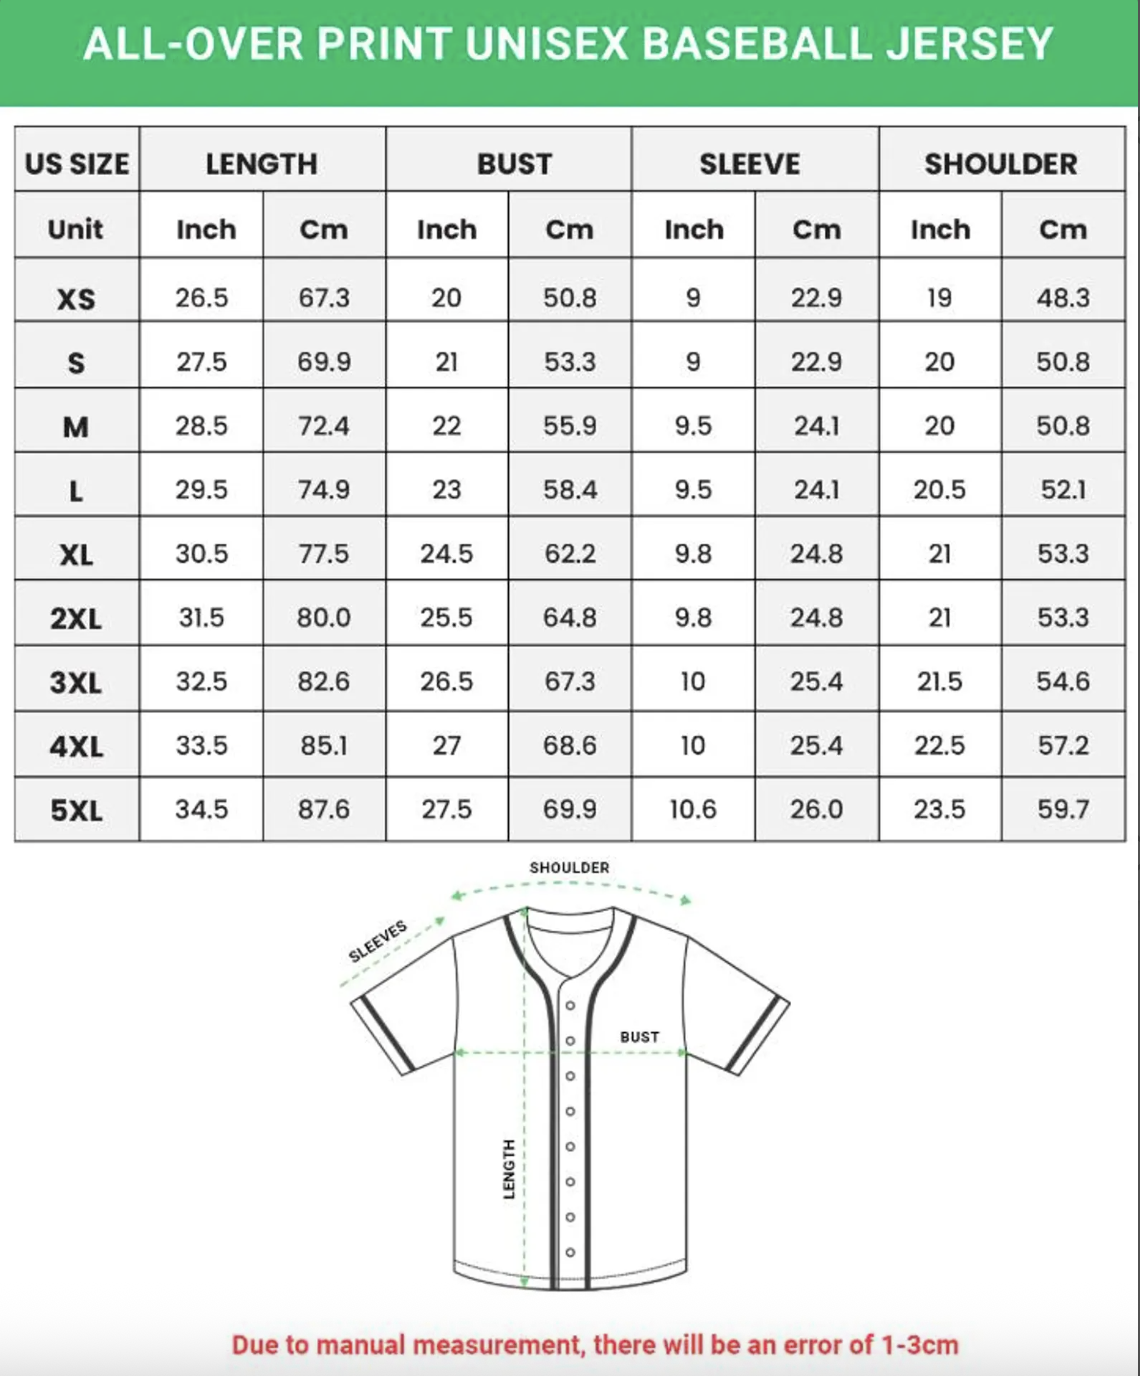 ALL-OVER PRINT UNISEX BASEBALL JERSEY
US SIZE LENGTH BUST SLEEVE SHOULDER
Unit Inch Cm Inch Cm Inch Cm Inch Cm
XS 26.5 67.3 20 50.8 9 22.9 19 48.3
S 27.5 69.9 21 53.3 9 22.9 20 50.8
M 28.5 72.4 22 55.9 9.5 24.1 20 50.8
L 29.5 74.9 23 58.4 9.5 24.1 20.5 52.1
XL 30.5 77.5 24.5 62.2 9.8 24.8 21 53.3
2XL 31.5 80.0 25.5 64.8 9.8 24.8 21 53.3
3XL 32.5 82.6 26.5 67.3 10 25.4 21.5 54.6
4XL 33.5 85.1 27 68.6 10 25.4 22.5 57.2
5XL 34.5 87.6 27.5 69.9 10.6 26.0 23.5 59.7
SHOULDER
SLEEVES
BUST
LENGTH
Due to manual measurement, there will be an error of 1-3cm